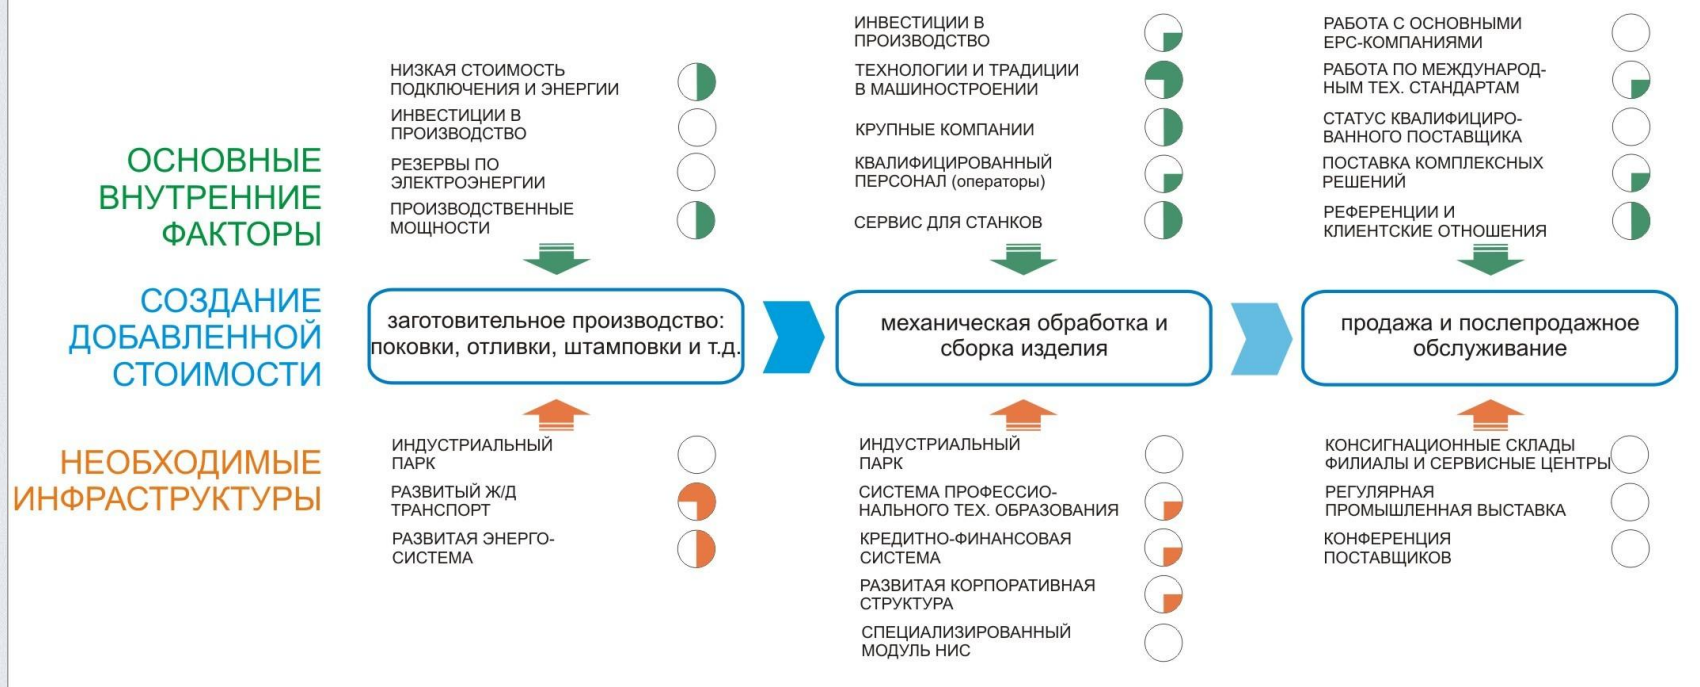 ОСНОВНЫЕ
ВНУТРЕННИЕ
ФАКТОРЫ
НИЗКАЯ СТОИМОСТЬ
ПОДКЛЮЧЕНИЯ И ЭНЕРГИИ
ИНВЕСТИЦИИ В
ПРОИЗВОДСТВО
РЕЗЕРВЫ ПО
ЭЛЕКТРОЭНЕРГИИ
ПРОИЗВОДСТВЕННЫЕ
МОЩНОСТИ
ИНВЕСТИЦИИ В
ПРОИЗВОДСТВО
ТЕХНОЛОГИИ И ТРАДИЦИИ
В МАШИНОСТРОЕНИИ
КРУПНЫЕ КОМПАНИИ
КВАЛИФИЦИРОВАННЫЙ
ПЕРСОНАЛ (операторы)
СЕРВИС ДЛЯ СТАНКОВ
РАБОТА С ОСНОВНЫМИ
ЕРС-КОМПАНИЯМИ
РАБОТА ПО МЕЖДУНАРОД-
НЫМ ТЕХ. СТАНДАРТАМ
СТАТУС КВАЛИФИЦИРО-
ВАННОГО ПОСТАВЩИКА
ПОСТАВКА КОМПЛЕКСНЫХ
РЕШЕНИЙ
РЕФЕРЕНЦИИ И
КЛИЕНТСКИЕ ОТНОШЕНИЯ
СОЗДАНИЕ
ДОБАВЛЕННОЙ
СТОИМОСТИ
заготовительное производство:
поковки, отливки, штамповки и т.д.
механическая обработка и
сборка изделия
продажа и послепродажное
обслуживание
НЕОБХОДИМЫЕ
ИНФРАСТРУКТУРЫ
ИНДУСТРИАЛЬНЫЙ
ПАРК
РАЗВИТЫЙ Ж/Д
ТРАНСПОРТ
РАЗВИТАЯ ЭНЕРГО-
СИСТЕМА
ИНДУСТРИАЛЬНЫЙ
ПАРК
СИСТЕМА ПРОФЕССИО-
НАЛЬНОГО ТЕХ. ОБРАЗОВАНИЯ
КРЕДИТНО-ФИНАНСОВАЯ
СИСТЕМА
РАЗВИТАЯ КОРПОРАТИВНАЯ
СТРУКТУРА
СПЕЦИАЛИЗИРОВАННЫЙ
МОДУЛЬ НИС
КОНСИГНАЦИОННЫЕ СКЛАДЫ
ФИЛИАЛЫ И СЕРВИСНЫЕ ЦЕНТРЫ
РЕГУЛЯРНАЯ
ПРОМЫШЛЕННАЯ ВЫСТАВКА
КОНФЕРЕНЦИЯ
ПОСТАВЩИКОВ